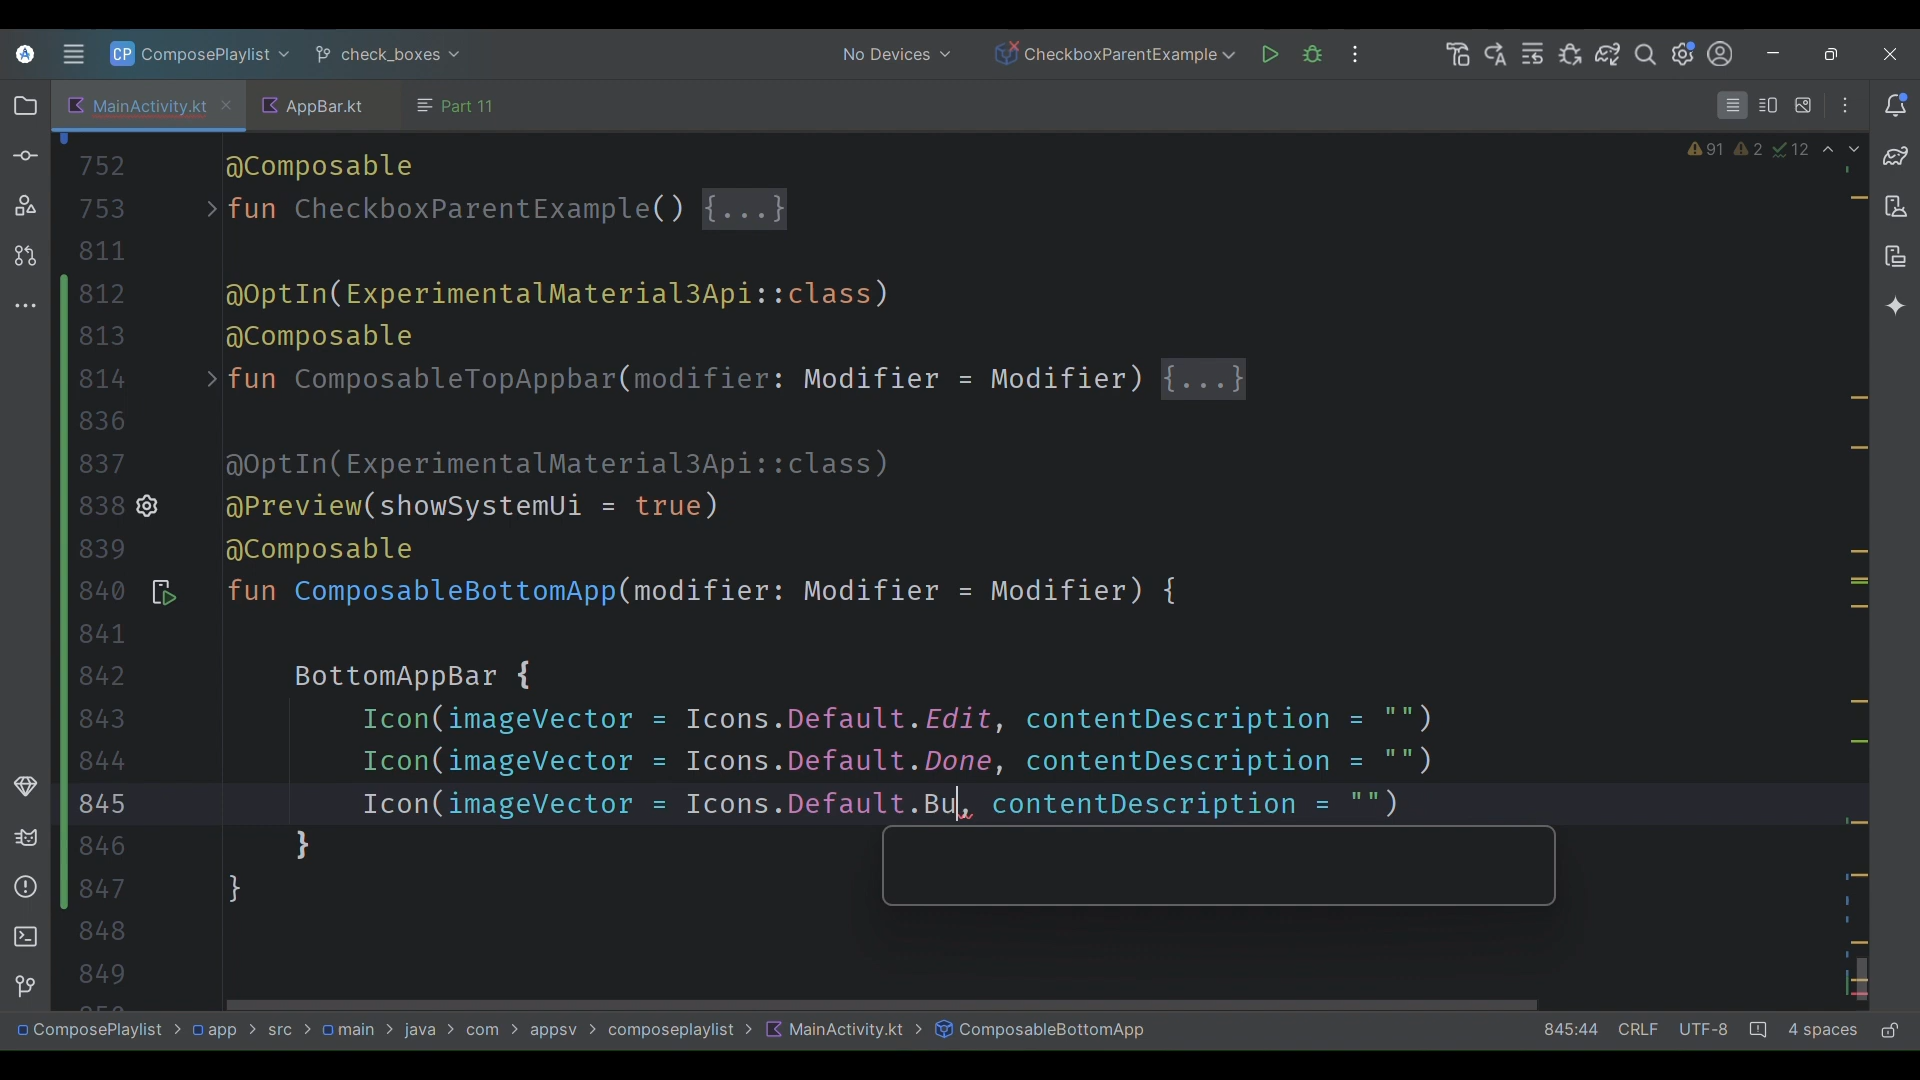 CP ComposePlaylist check_boxes No Devices CheckboxParentExample
MainActivity.kt AppBar.kt Part 11
91 2 12
752 @Composable
753 fun CheckboxParentExample() {...}
811
812 @OptIn(ExperimentalMaterial3Api::class)
813 @Composable
814 fun ComposableTopAppbar(modifier: Modifier = Modifier) {...}
836
837 @OptIn(ExperimentalMaterial3Api::class)
838 @Preview(showSystemUi = true)
839 @Composable
840 fun ComposableBottomApp(modifier: Modifier = Modifier) {
841
842 BottomAppBar {
843 Icon(imageVector = Icons.Default.Edit, contentDescription = "")
844 Icon(imageVector = Icons.Default.Done, contentDescription = "")
845 Icon(imageVector = Icons.Default.Bu, contentDescription = "")
846 }
847 }
848
849
ComposePlaylist > app > src > main > java > com > appsv > composeplaylist > MainActivity.kt > ComposableBottomApp 845:44 CRLF UTF-8 4 spaces